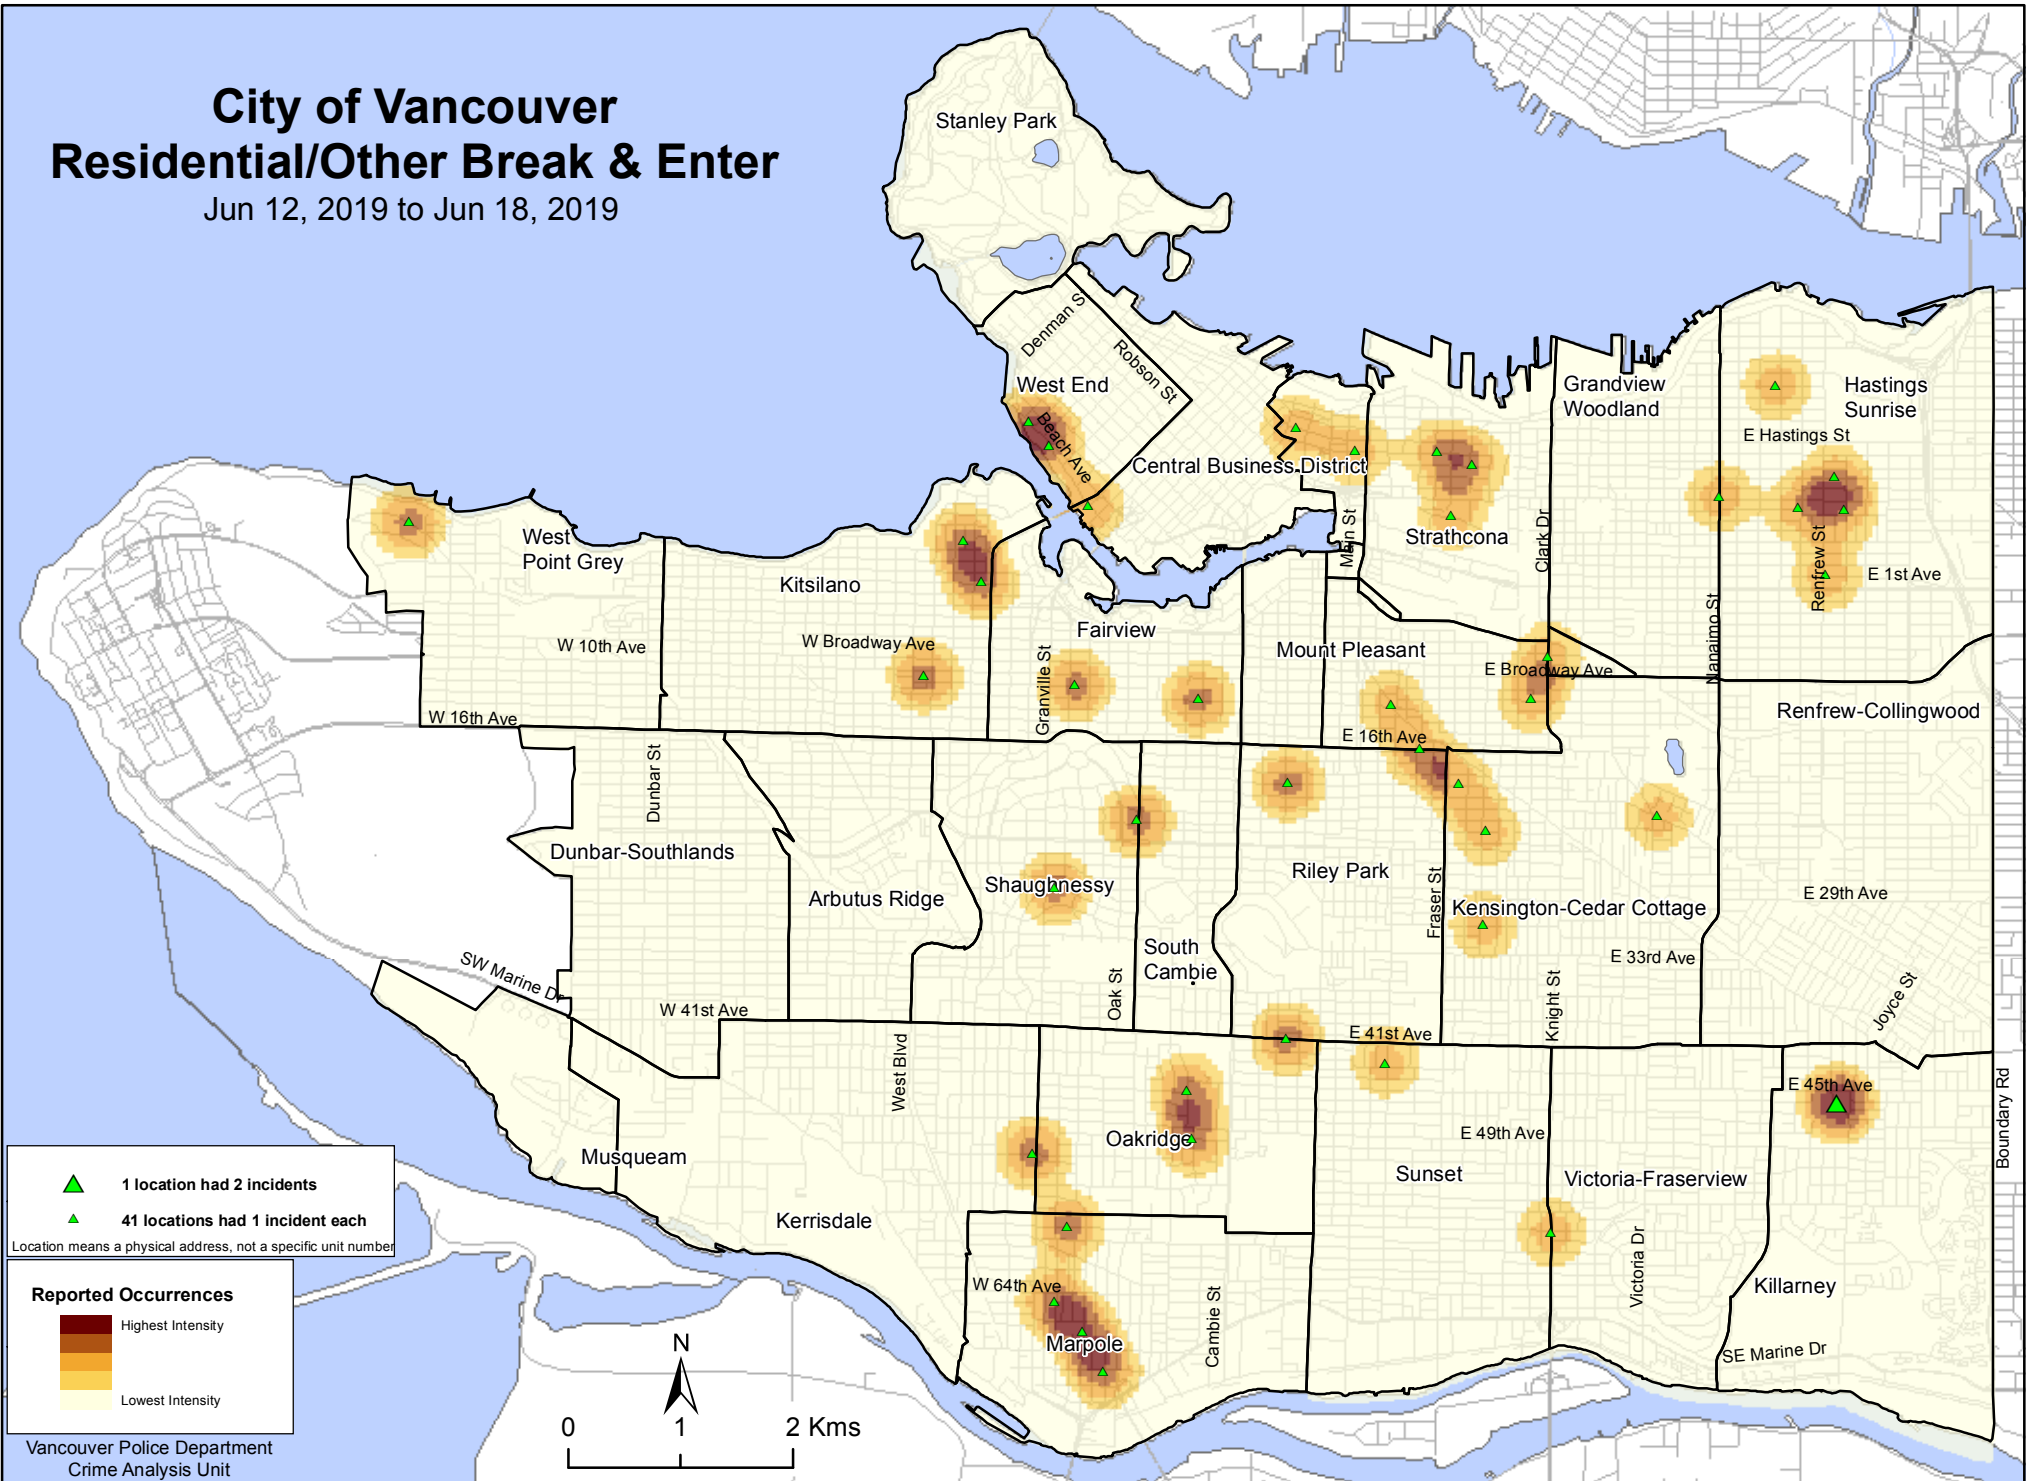 City of Vancouver
Residential/Other Break & Enter
Jun 12, 2019 to Jun 18, 2019
Stanley Park
Denman S
Robson St
West End
Beach Ave
Central Business District
Grandview
Woodland
Hastings
Sunrise
E Hastings St
Main St
Strathcona
Clark Dr
Nanaimo St
Renfrew St
E 1st Ave
West
Point Grey
Kitsilano
W 10th Ave
W Broadway Ave
Fairview
Granville St
Mount Pleasant
E Broadway Ave
W 16th Ave
E 16th Ave
Renfrew-Collingwood
Dunbar St
Dunbar-Southlands
Arbutus Ridge
Shaughnessy
South
Cambie
Oak St
Riley Park
Fraser St
Kensington-Cedar Cottage
E 29th Ave
E 33rd Ave
Knight St
Joyce St
SW Marine Dr
W 41st Ave
E 41st Ave
West Blvd
E 45th Ave
Boundary Rd
Oakridge
E 49th Ave
Musqueam
Sunset
Victoria-Fraserview
Kerrisdale
Victoria Dr
Killarney
W 64th Ave
Cambie St
Marpole
SE Marine Dr
1 location had 2 incidents
41 locations had 1 incident each
Location means a physical address, not a specific unit number
Reported Occurrences
Highest Intensity
Lowest Intensity
N
0 1 2 Kms
Vancouver Police Department
Crime Analysis Unit